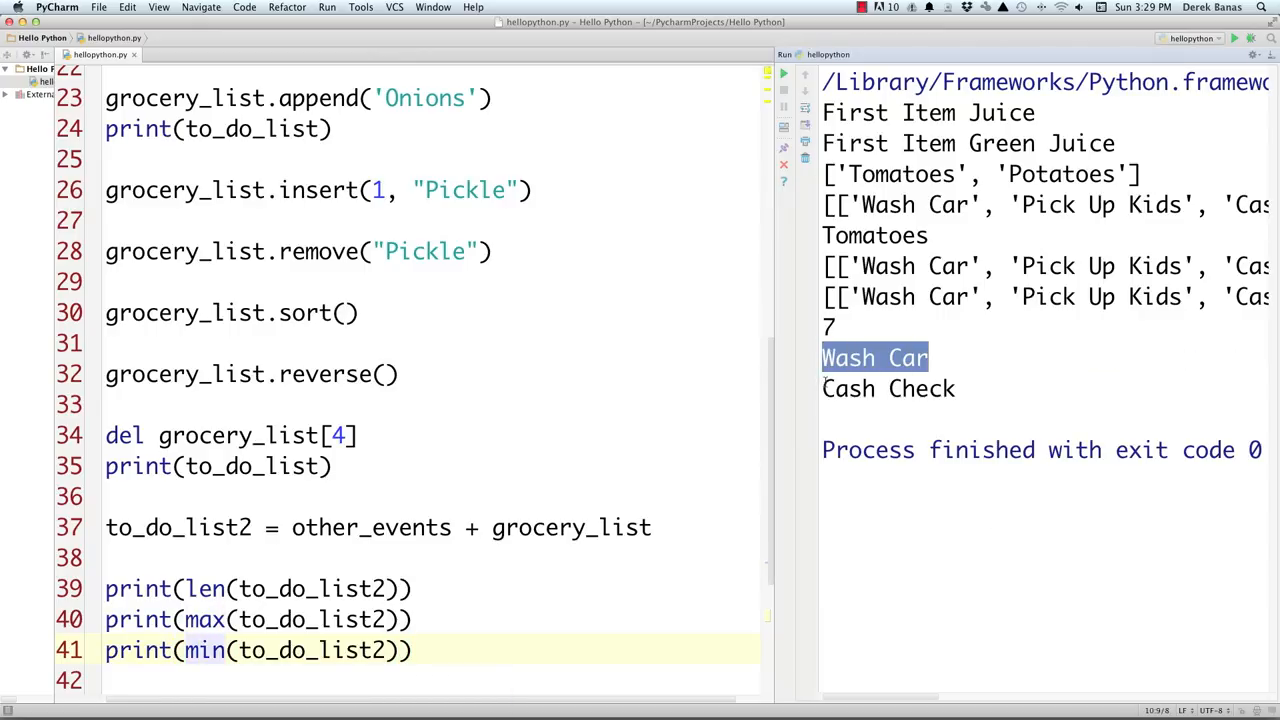 PyCharm File Edit View Navigate Code Refactor Run Tools VCS Window Help
10 Sun 3:29 PM Derek Banas
hellopython.py - Hello Python - [~/PycharmProjects/Hello Python]
Hello Python hellopython.py
hellopython
hellopython.py
Run hellopython
Hello P
hell
Extern
22
23 grocery_list.append('Onions')
24 print(to_do_list)
25
26 grocery_list.insert(1, "Pickle")
27
28 grocery_list.remove("Pickle")
29
30 grocery_list.sort()
31
32 grocery_list.reverse()
33
34 del grocery_list[4]
35 print(to_do_list)
36
37 to_do_list2 = other_events + grocery_list
38
39 print(len(to_do_list2))
40 print(max(to_do_list2))
41 print(min(to_do_list2))
42
/Library/Frameworks/Python.framewo
First Item Juice
First Item Green Juice
['Tomatoes', 'Potatoes']
[['Wash Car', 'Pick Up Kids', 'Cas
Tomatoes
[['Wash Car', 'Pick Up Kids', 'Cas
[['Wash Car', 'Pick Up Kids', 'Cas
7
Wash Car
Cash Check
Process finished with exit code 0
10:9/8 LF UTF-8